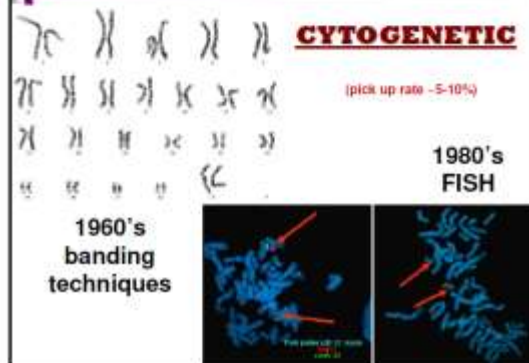 CYTOGENETIC
(pick up rate ~5-10%)
1980's
FISH
1960's
banding
techniques